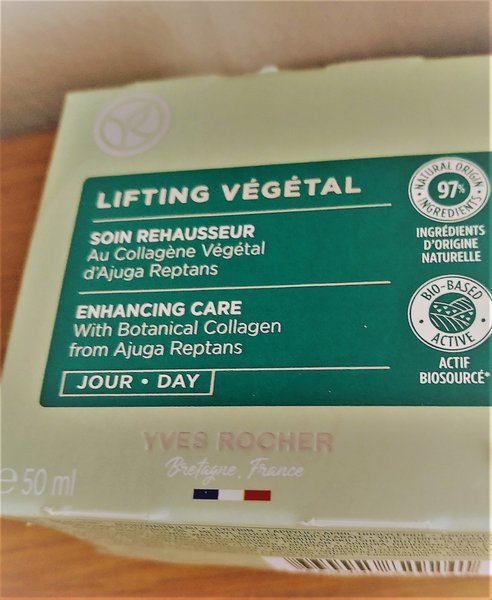 LIFTING VÉGÉTAL
SOIN REHAUSSEUR
Au Collagène Végétal
d'Ajuga Reptans
ENHANCING CARE
With Botanical Collagen
from Ajuga Reptans
JOUR • DAY
NATURAL ORIGIN
97%
INGREDIENTS
INGRÉDIENTS
D'ORIGINE
NATURELLE
BIO-BASED
ACTIVE
ACTIF
BIOSOURCÉ*
YVES ROCHER
Bretagne, France
e 50 ml